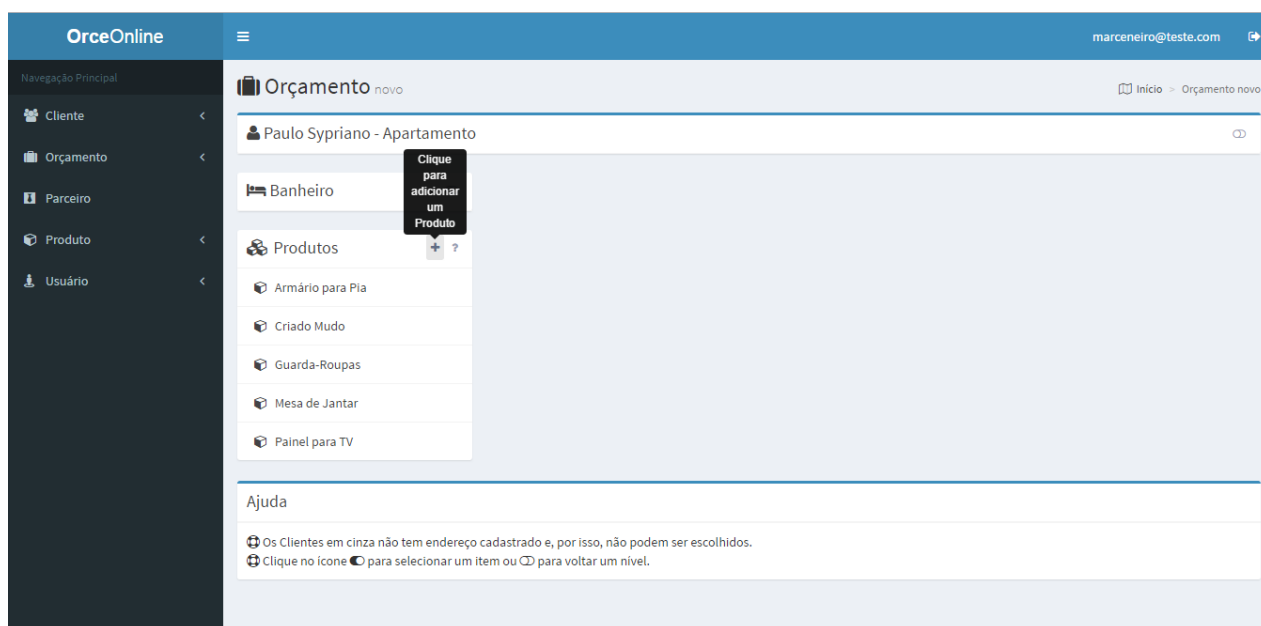 OrceOnline
marceneiro@teste.com
Navegação Principal
Cliente
Orçamento
Parceiro
Produto
Usuário
Orçamento novo
Início > Orçamento novo
Paulo Sypriano - Apartamento
Banheiro
Clique
para
adicionar
um
Produto
Produtos
+ ?
Armário para Pia
Criado Mudo
Guarda-Roupas
Mesa de Jantar
Painel para TV
Ajuda
Os Clientes em cinza não tem endereço cadastrado e, por isso, não podem ser escolhidos.
Clique no ícone para selecionar um item ou para voltar um nível.